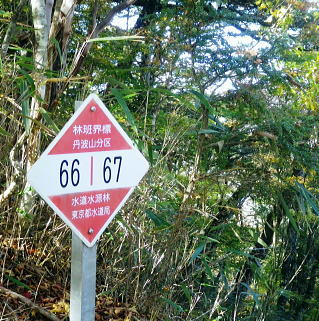 林班界標
丹波山分区
66 | 67
水道水源林
東京都水道局